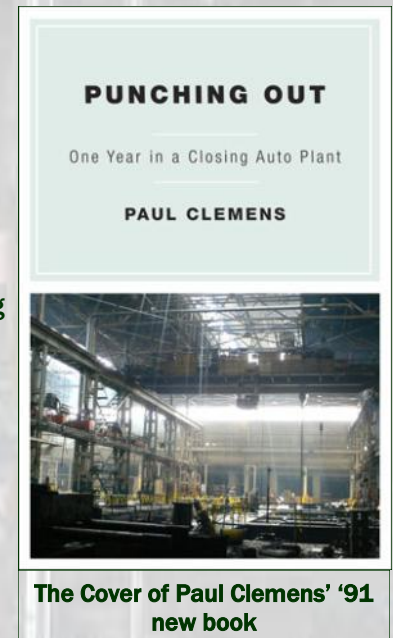 PUNCHING OUT
One Year in a Closing Auto Plant
PAUL CLEMENS
g
The Cover of Paul Clemens’ ‘91
new book